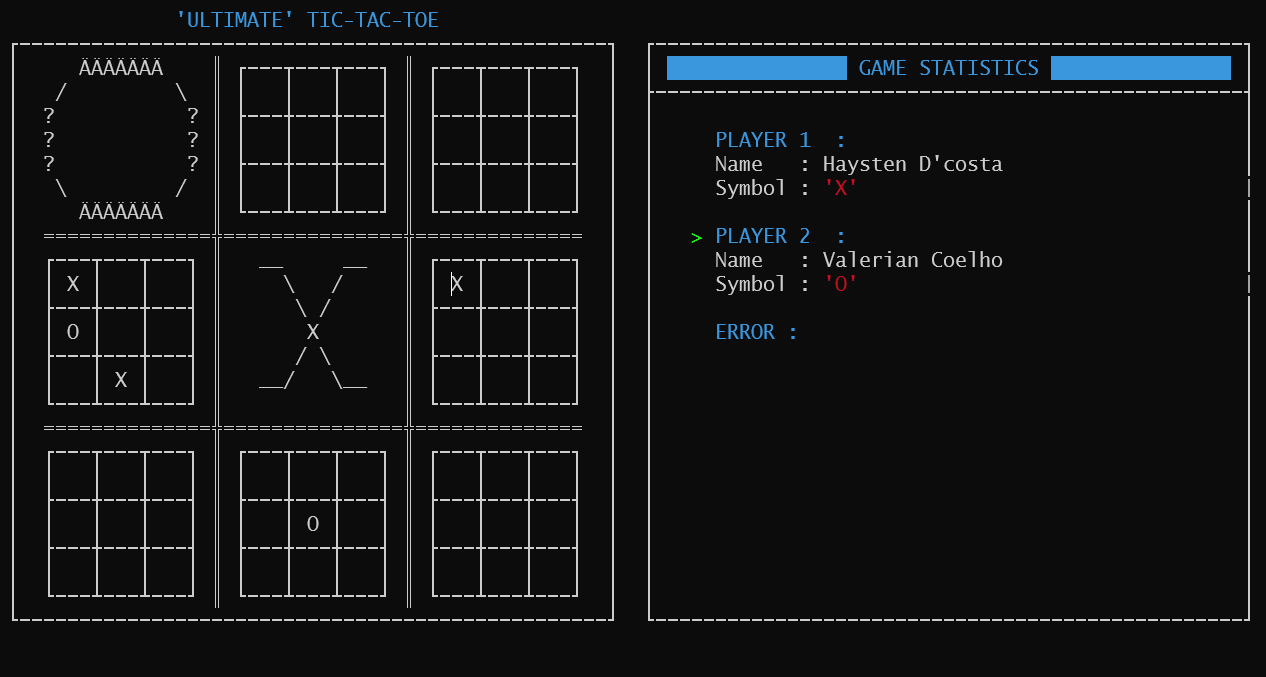 'ULTIMATE' TIC-TAC-TOE
ÄÄÄÄÄÄÄ
/ \
? ?
? ?
? ?
\ /
ÄÄÄÄÄÄÄ
X
O
X
__ __
\ /
\ /
X
/ \
__/ \__
X
O
GAME STATISTICS
PLAYER 1 :
Name : Haysten D'costa
Symbol : 'X'
> PLAYER 2 :
Name : Valerian Coelho
Symbol : 'O'
ERROR :